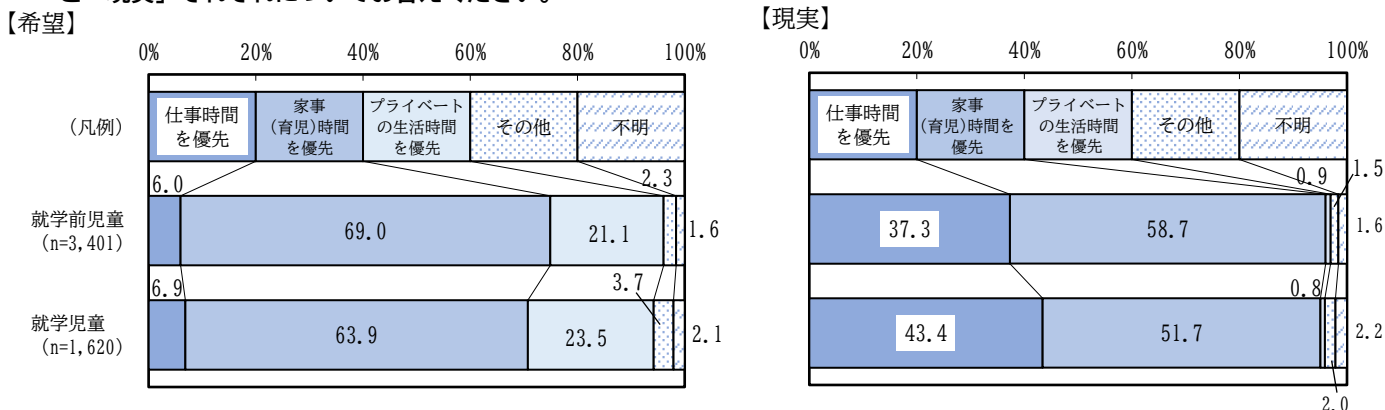 【希望】
0% 20% 40% 60% 80% 100%
(凡例)
仕事時間
を優先
家事
(育児)時間
を優先
プライベート
の生活時間
を優先
その他
不明
6.0
2.3
就学前児童
(n=3,401)
69.0
21.1
1.6
6.9
3.7
就学児童
(n=1,620)
63.9
23.5
2.1
【現実】
0% 20% 40% 60% 80% 100%
仕事時間
を優先
家事
(育児)時間を
優先
プライベート
の生活時間
を優先
その他
不明
0.9
1.5
37.3
58.7
1.6
0.8
43.4
51.7
2.2
2.0